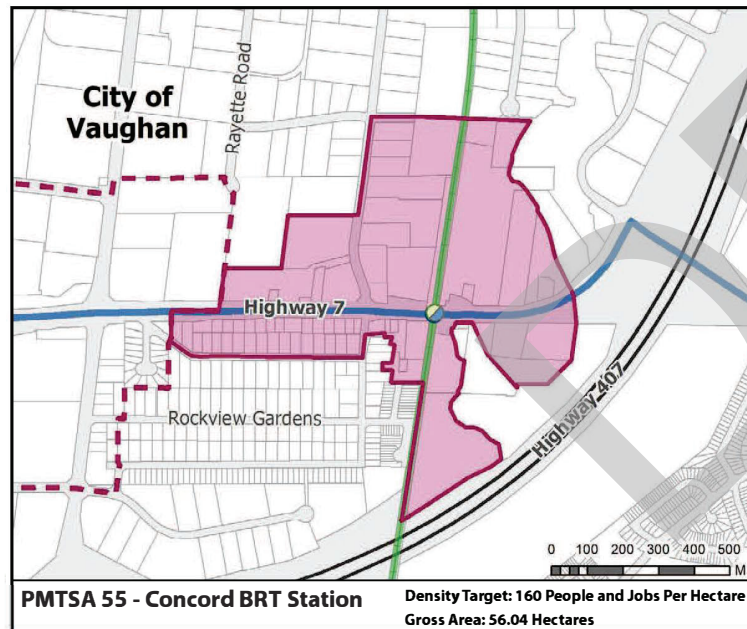 City of
Vaughan
Rayette Road
Highway 7
Rockview Gardens
Highway 407
0 100 200 300 400 500
M
PMTSA 55 - Concord BRT Station
Density Target: 160 People and Jobs Per Hectare
Gross Area: 56.04 Hectares